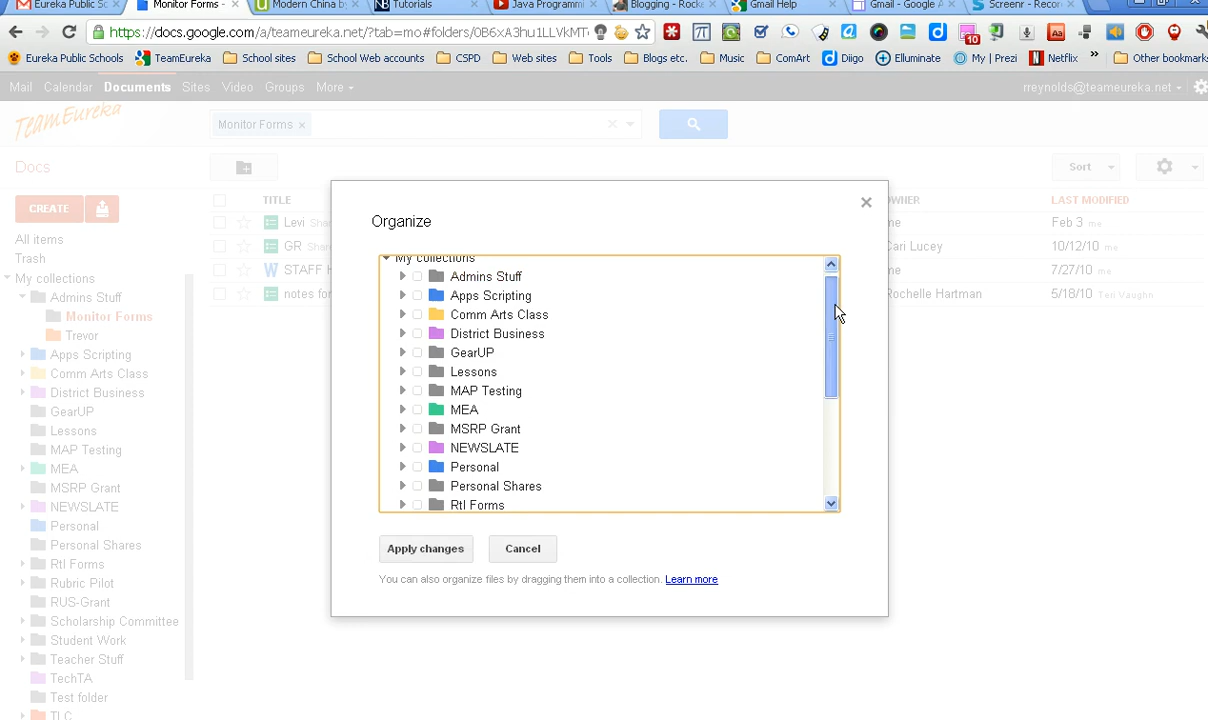 Eureka Public Sc
Monitor Forms -
Modern China by
Tutorials
Java Programmi
Blogging - Rock
Gmail Help
Gmail - Google
Screenr - Recor
https://docs.google.com/a/teameureka.net/?tab=mo#folders/0B6xA3hu1LLVkMT
Eureka Public Schools
TeamEureka
School sites
School Web accounts
CSPD
Web sites
Tools
Blogs etc.
Music
ComArt
Diigo
Elluminate
My | Prezi
Netflix
»
Other bookmark
Mail Calendar Documents Sites Video Groups More
rreynolds@teameureka.net
TeamEureka
Monitor Forms ×
Docs
Sort
CREATE
TITLE
OWNER
LAST MODIFIED
Levi
me
Feb 3 me
GR
Cari Lucey
10/12/10 me
STAFF
me
7/27/10 me
notes for
Rochelle Hartman
5/18/10 Teri Vaughn
All items
Trash
My collections
Admins Stuff
Monitor Forms
Trevor
Apps Scripting
Comm Arts Class
District Business
GearUP
Lessons
MAP Testing
MEA
MSRP Grant
NEWSLATE
Personal
Personal Shares
RtI Forms
Rubric Pilot
RUS-Grant
Scholarship Committee
Student Work
Teacher Stuff
TechTA
Test folder
TLC
Organize
My collections
Admins Stuff
Apps Scripting
Comm Arts Class
District Business
GearUP
Lessons
MAP Testing
MEA
MSRP Grant
NEWSLATE
Personal
Personal Shares
RtI Forms
Apply changes
Cancel
You can also organize files by dragging them into a collection. Learn more